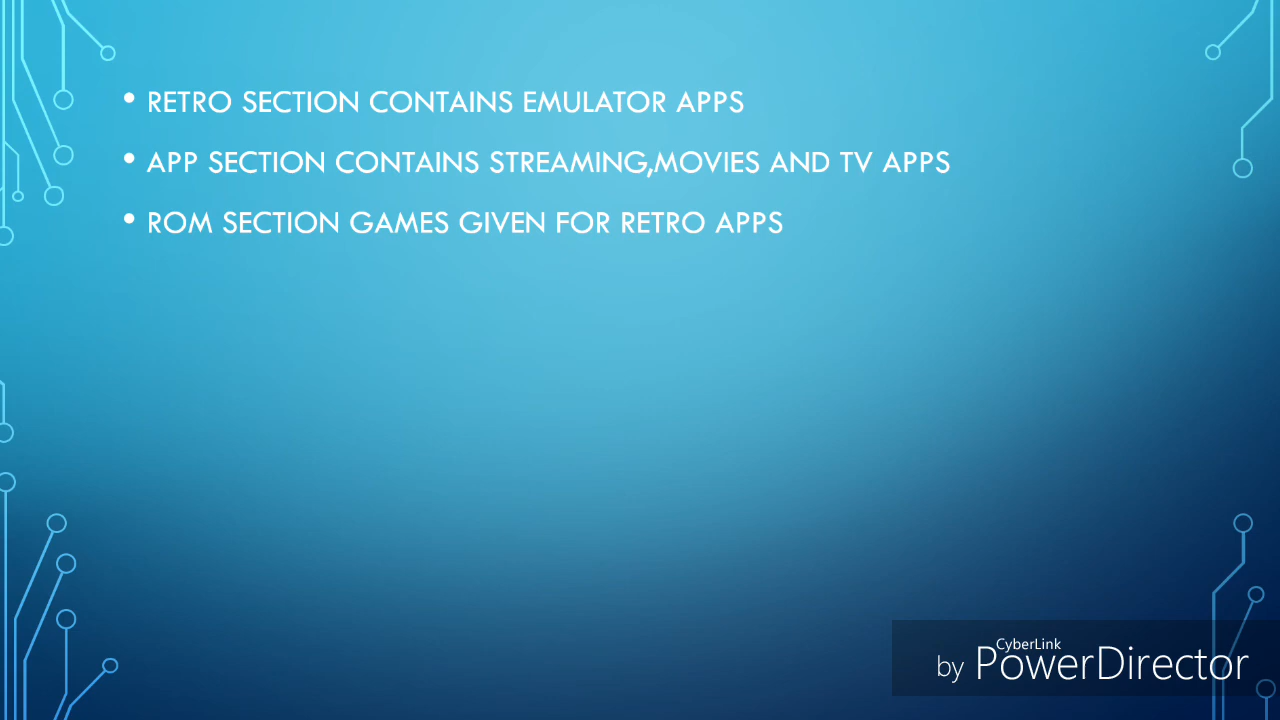 • RETRO SECTION CONTAINS EMULATOR APPS
• APP SECTION CONTAINS STREAMING,MOVIES AND TV APPS
• ROM SECTION GAMES GIVEN FOR RETRO APPS
CyberLink
by PowerDirector